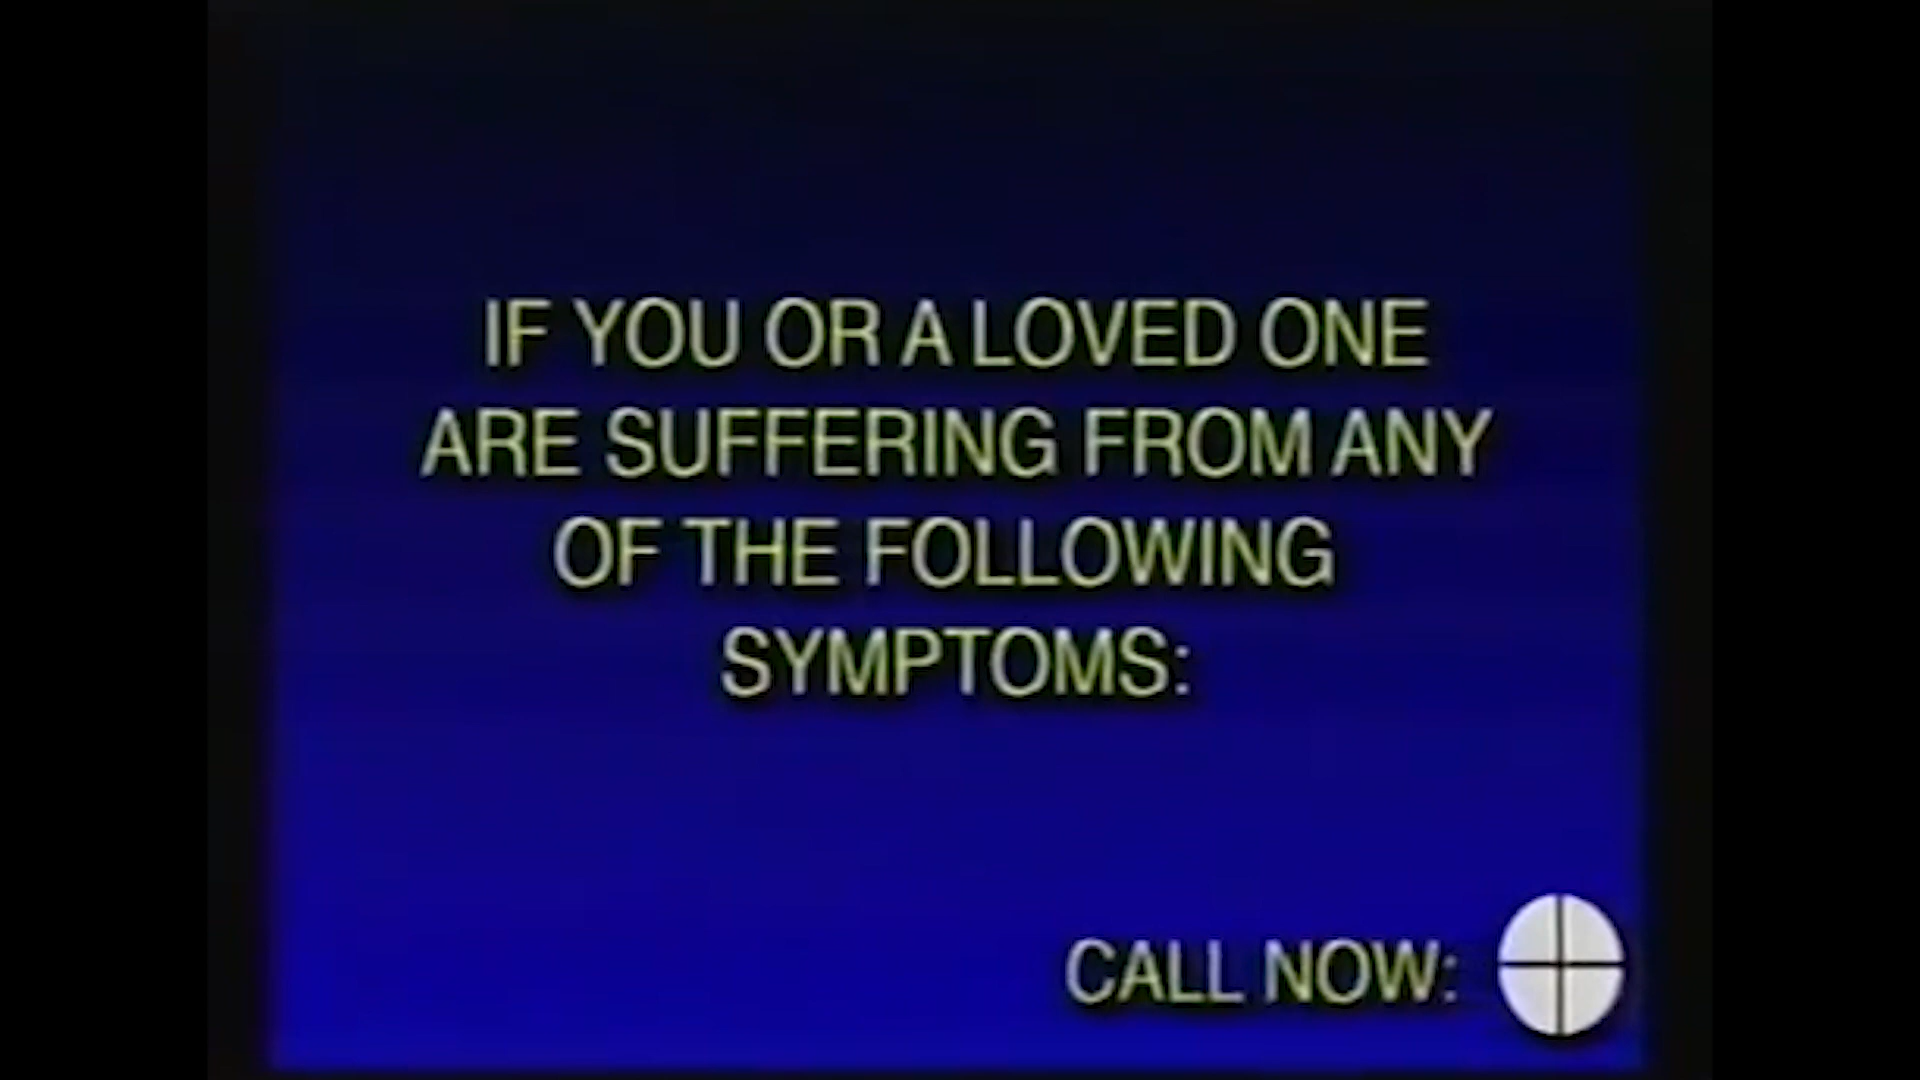 IF YOU OR A LOVED ONE
ARE SUFFERING FROM ANY
OF THE FOLLOWING
SYMPTOMS:
CALL NOW: